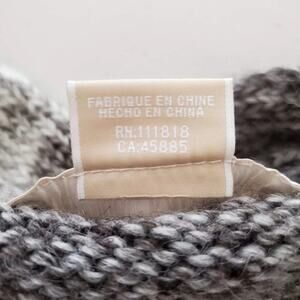 FABRIQUE EN CHINE
HECHO EN CHINA
RN:111818
CA:45885